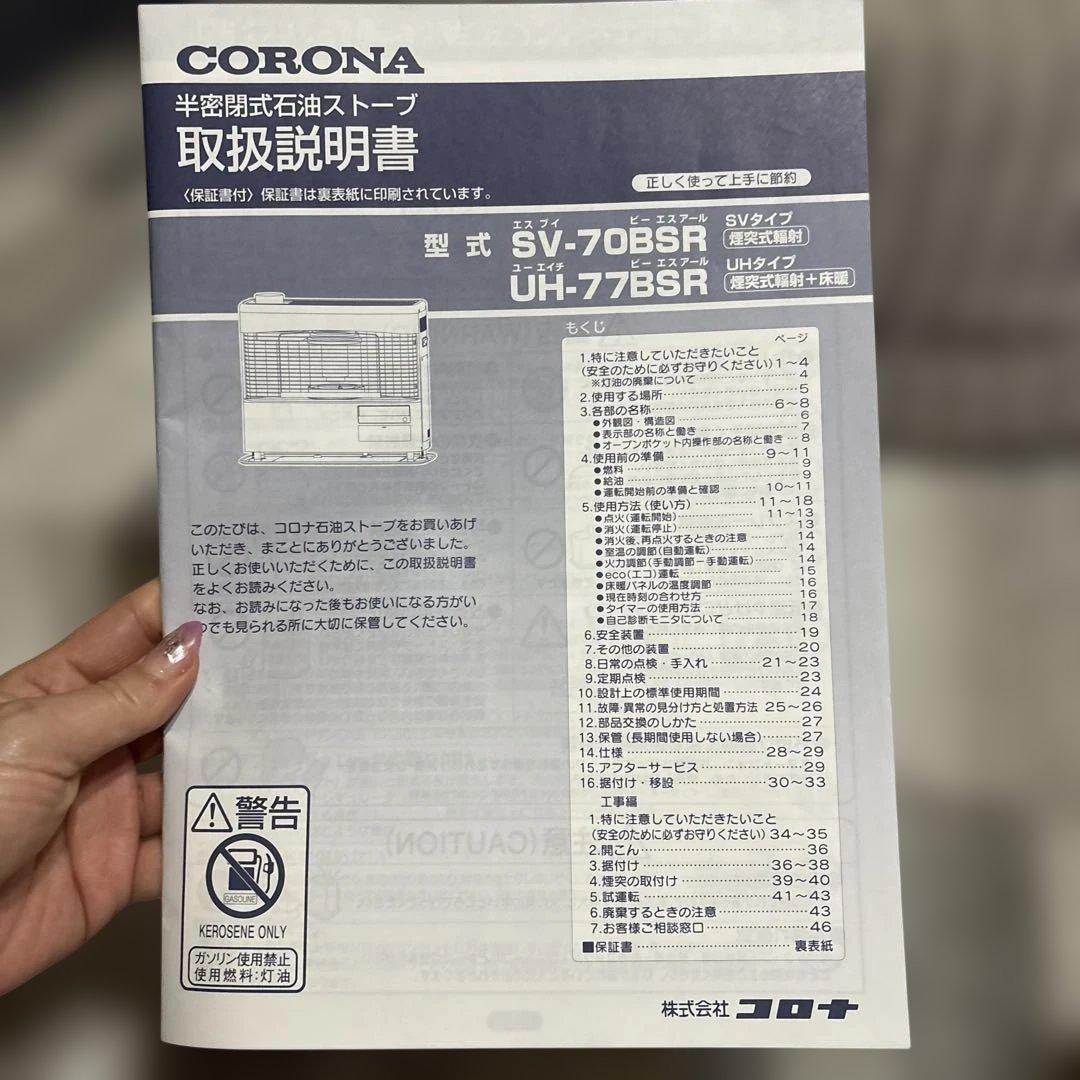 CORONA
半密閉式石油ストーブ
取扱説明書
〈保証書付〉保証書は裏表紙に印刷されています。
正しく使って上手に節約
型式
エス ブイ ビー エスアール
SV-70BSR
SVタイプ
煙突式輻射
ユー エイチ ビー エスアール
UH-77BSR
UHタイプ
煙突式輻射+床暖
もくじ
ページ
1.特に注意していただきたいこと
(安全のために必ずお守りください) 1〜4
※灯油の廃棄について 4
2.使用する場所 5
3.各部の名称 6〜8
●外観図・構造図 6
●表示部の名称と働き 7
●オープンポケット内操作部の名称と働き 8
4.使用前の準備 9〜11
●燃料 9
●給油 9
●運転開始前の準備と確認 10〜11
5.使用方法(使い方) 11〜18
●点火(運転開始) 11〜13
●消火(運転停止) 13
●消火後、再点火するときの注意 14
●室温の調節(自動運転) 14
●火力調節(手動調節−手動運転) 14
●eco(エコ)運転 15
●床暖パネルの温度調節 16
●現在時刻の合わせ方 16
●タイマーの使用方法 17
●自己診断モニタについて 18
6.安全装置 19
7.その他の装置 20
8.日常の点検・手入れ 21〜23
9.定期点検 23
10.設計上の標準使用期間 24
11.故障・異常の見分け方と処置方法 25〜26
12.部品交換のしかた 27
13.保管(長期間使用しない場合) 27
14.仕様 28〜29
15.アフターサービス 29
16.据付け・移設 30〜33
工事編
1.特に注意していただきたいこと
(安全のために必ずお守りください) 34〜35
2.開こん 36
3.据付け 36〜38
4.煙突の取付け 39〜40
5.試運転 41〜43
6.廃棄するときの注意 43
7.お客様ご相談窓口 46
■保証書 裏表紙
このたびは、コロナ石油ストーブをお買いあげ
いただき、まことにありがとうございました。
正しくお使いいただくために、この取扱説明書
をよくお読みください。
なお、お読みになった後もお使いになる方がい
つでも見られる所に大切に保管してください。
警告
GASOLINE
KEROSENE ONLY
ガソリン使用禁止
使用燃料:灯油
株式会社 コロナ